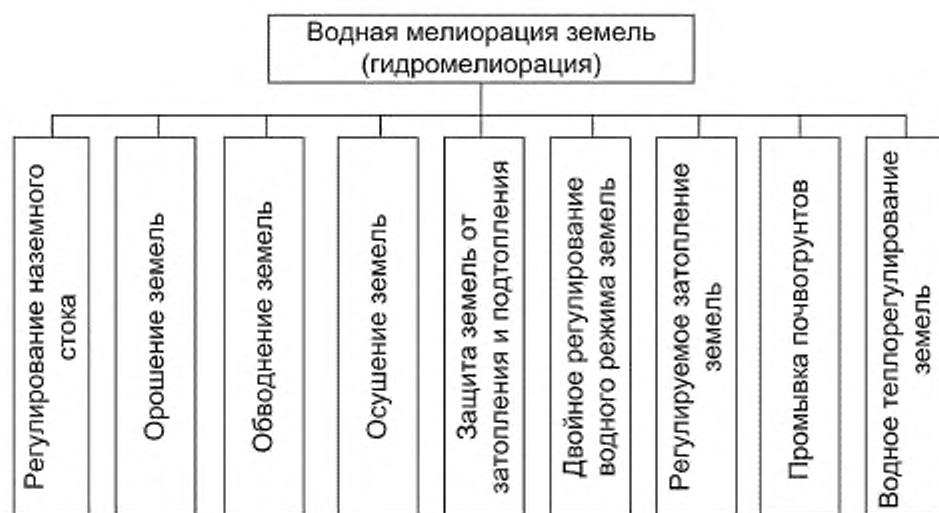 Водная мелиорация земель
(гидромелиорация)
Регулирование наземного
стока
Орошение земель
Обводнение земель
Осушение земель
Защита земель от
затопления и подтопления
Двойное регулирование
водного режима земель
Регулируемое затопление
земель
Промывка почвогрунтов
Водное теплорегулирование
земель